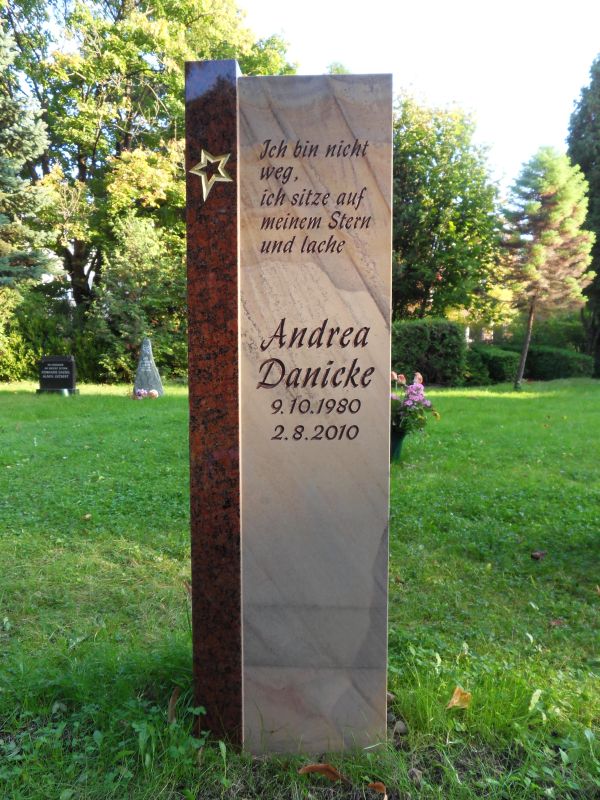 Ich bin nicht
weg,
ich sitze auf
meinem Stern
und lache
Andrea
Danicke
9.10.1980
2.8.2010